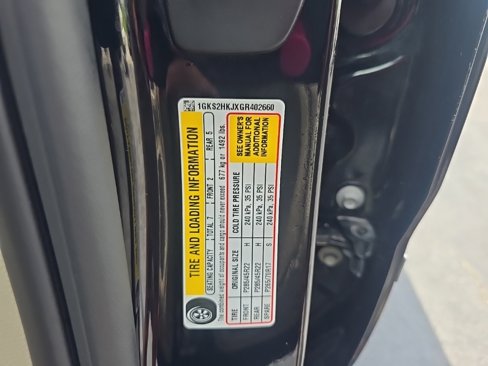 1GKS2HKJXGR402660
TIRE AND LOADING INFORMATION
SEATING CAPACITY TOTAL 7 FRONT 2 REAR 5
The combined weight of occupants and cargo should never exceed 677 kg or 1492 lbs.
TIRE ORIGINAL SIZE COLD TIRE PRESSURE
FRONT P285/45R22 H 240 kPa, 35 PSI
REAR P285/45R22 H 240 kPa, 35 PSI
SPARE P265/70R17 S 240 kPa, 35 PSI
SEE OWNER'S
MANUAL FOR
ADDITIONAL
INFORMATION